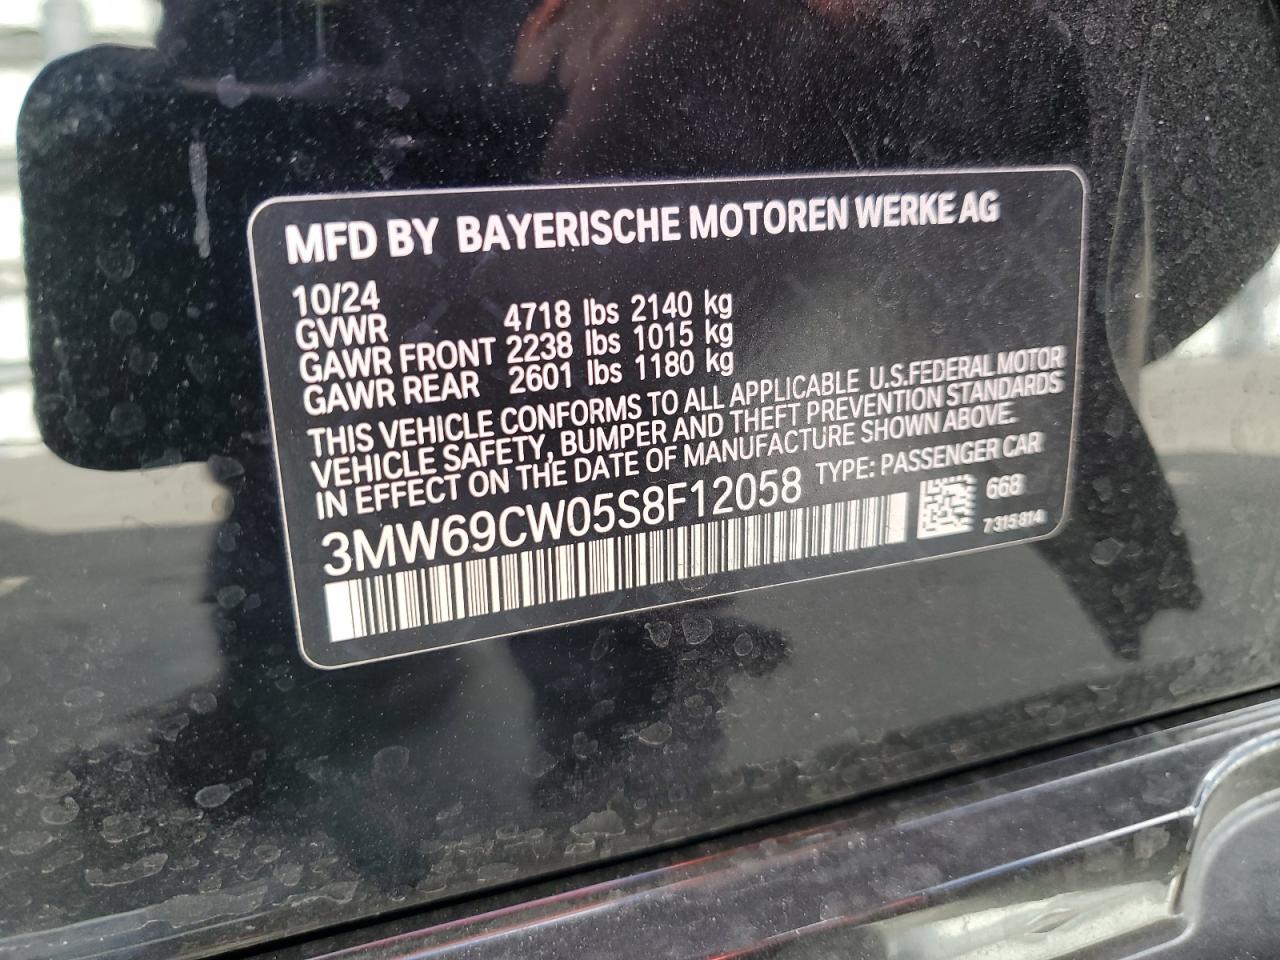 MFD BY BAYERISCHE MOTOREN WERKE AG
10/24
GVWR 4718 lbs 2140 kg
GAWR FRONT 2238 lbs 1015 kg
GAWR REAR 2601 lbs 1180 kg
THIS VEHICLE CONFORMS TO ALL APPLICABLE U.S.FEDERAL MOTOR
VEHICLE SAFETY, BUMPER AND THEFT PREVENTION STANDARDS
IN EFFECT ON THE DATE OF MANUFACTURE SHOWN ABOVE.
3MW69CW05S8F12058 TYPE: PASSENGER CAR
668
7315814